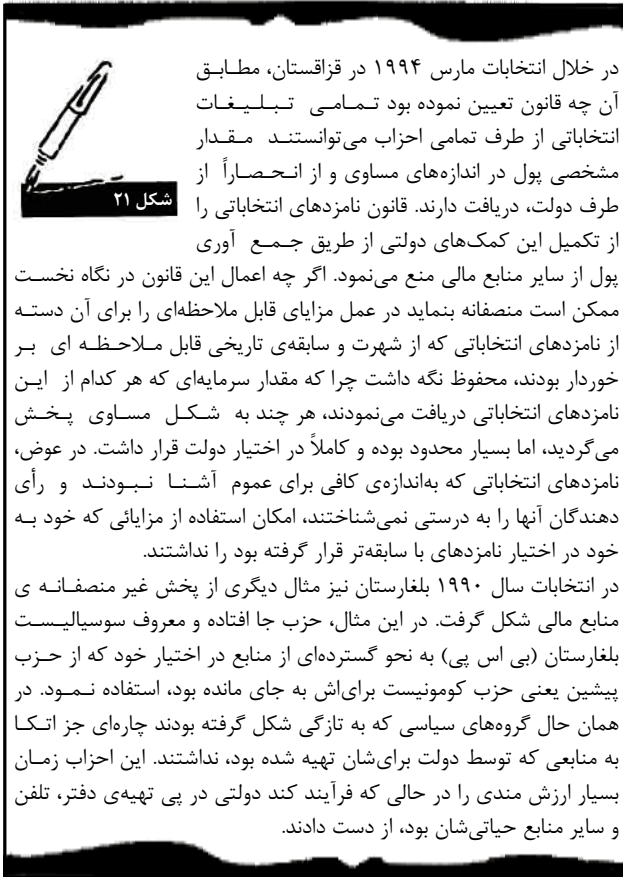 در خلال انتخابات مارس ۱۹۹۴ در قزاقستان، مطابق
آن چه قانون تعیین نموده بود تمامی تبلیغات
انتخاباتی از طرف تمامی احزاب می‌توانستند مقدار
مشخصی پول در اندازه‌های مساوی و از انحصاراً از
طرف دولت، دریافت دارند. قانون نامزدهای انتخاباتی را
از تکمیل این کمک‌های دولتی از طریق جمع آوری
شکل ۲۱
پول از سایر منابع مالی منع می‌نمود. اگر چه اعمال این قانون در نگاه نخست
ممکن است منصفانه بنماید در عمل مزایای قابل ملاحظه‌ای را برای آن دسته
از نامزدهای انتخاباتی که از شهرت و سابقه‌ی تاریخی قابل ملاحظه ای بر
خوردار بودند، محفوظ نگه داشت چرا که مقدار سرمایه‌ای که هر کدام از این
نامزدهای انتخاباتی دریافت می‌نمودند، هر چند به شکل مساوی پخش
می‌گردید، اما بسیار محدود بوده و کاملاً در اختیار دولت قرار داشت. در عوض،
نامزدهای انتخاباتی که به‌اندازه‌ی کافی برای عموم آشنا نبودند و رأی
دهندگان آنها را به درستی نمی‌شناختند، امکان استفاده از مزایائی که خود به
خود در اختیار نامزدهای با سابقه‌تر قرار گرفته بود را نداشتند.
در انتخابات سال ۱۹۹۰ بلغارستان نیز مثال دیگری از پخش غیر منصفانه ی
منابع مالی شکل گرفت. در این مثال، حزب جا افتاده و معروف سوسیالیست
بلغارستان (بی اس پی) به نحو گسترده‌ای از منابع در اختیار خود که از حزب
پیشین یعنی حزب کومونیست برای‌اش به جای مانده بود، استفاده نمود. در
همان حال گروه‌های سیاسی که به تازگی شکل گرفته بودند چاره‌ای جز اتکا
به منابعی که توسط دولت برای‌شان تهیه شده بود، نداشتند. این احزاب زمان
بسیار ارزش مندی را در حالی که فرآیند کند دولتی در پی تهیه‌ی دفتر، تلفن
و سایر منابع حیاتی‌شان بود، از دست دادند.